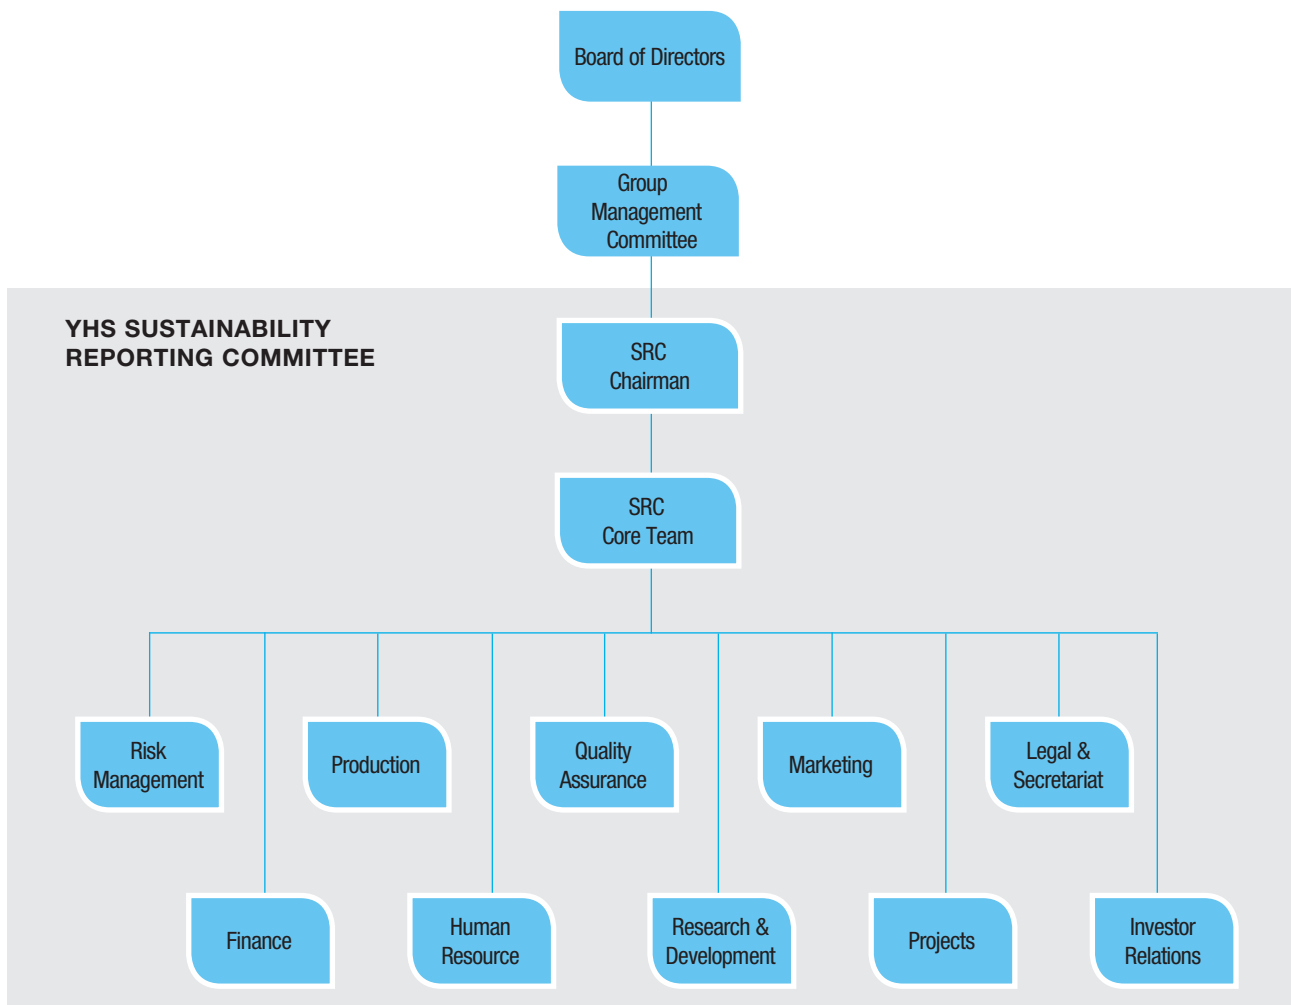 Board of Directors
Group
Management
Committee
YHS SUSTAINABILITY
REPORTING COMMITTEE
SRC
Chairman
SRC
Core Team
Risk
Management
Production
Quality
Assurance
Marketing
Legal &
Secretariat
Finance
Human
Resource
Research &
Development
Projects
Investor
Relations